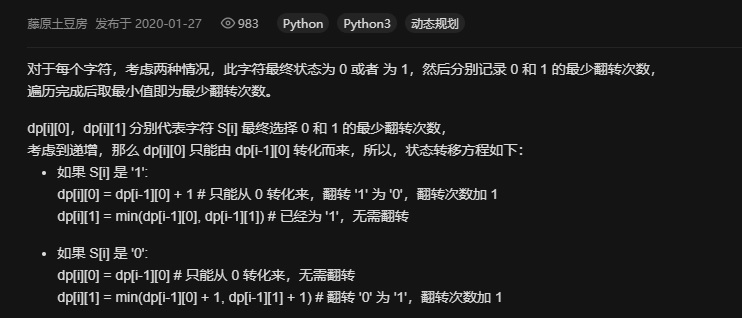 藤原土豆房 发布于 2020-01-27 983 Python Python3 动态规划
对于每个字符，考虑两种情况，此字符最终状态为 0 或者 为 1，然后分别记录 0 和 1 的最少翻转次数，
遍历完成后取最小值即为最少翻转次数。
dp[i][0]，dp[i][1] 分别代表字符 S[i] 最终选择 0 和 1 的最少翻转次数，
考虑到递增，那么 dp[i][0] 只能由 dp[i-1][0] 转化而来，所以，状态转移方程如下：
• 如果 S[i] 是 '1':
dp[i][0] = dp[i-1][0] + 1 # 只能从 0 转化来，翻转 '1' 为 '0'，翻转次数加 1
dp[i][1] = min(dp[i-1][0], dp[i-1][1]) # 已经为 '1'，无需翻转
• 如果 S[i] 是 '0':
dp[i][0] = dp[i-1][0] # 只能从 0 转化来，无需翻转
dp[i][1] = min(dp[i-1][0] + 1, dp[i-1][1] + 1) # 翻转 '0' 为 '1'，翻转次数加 1